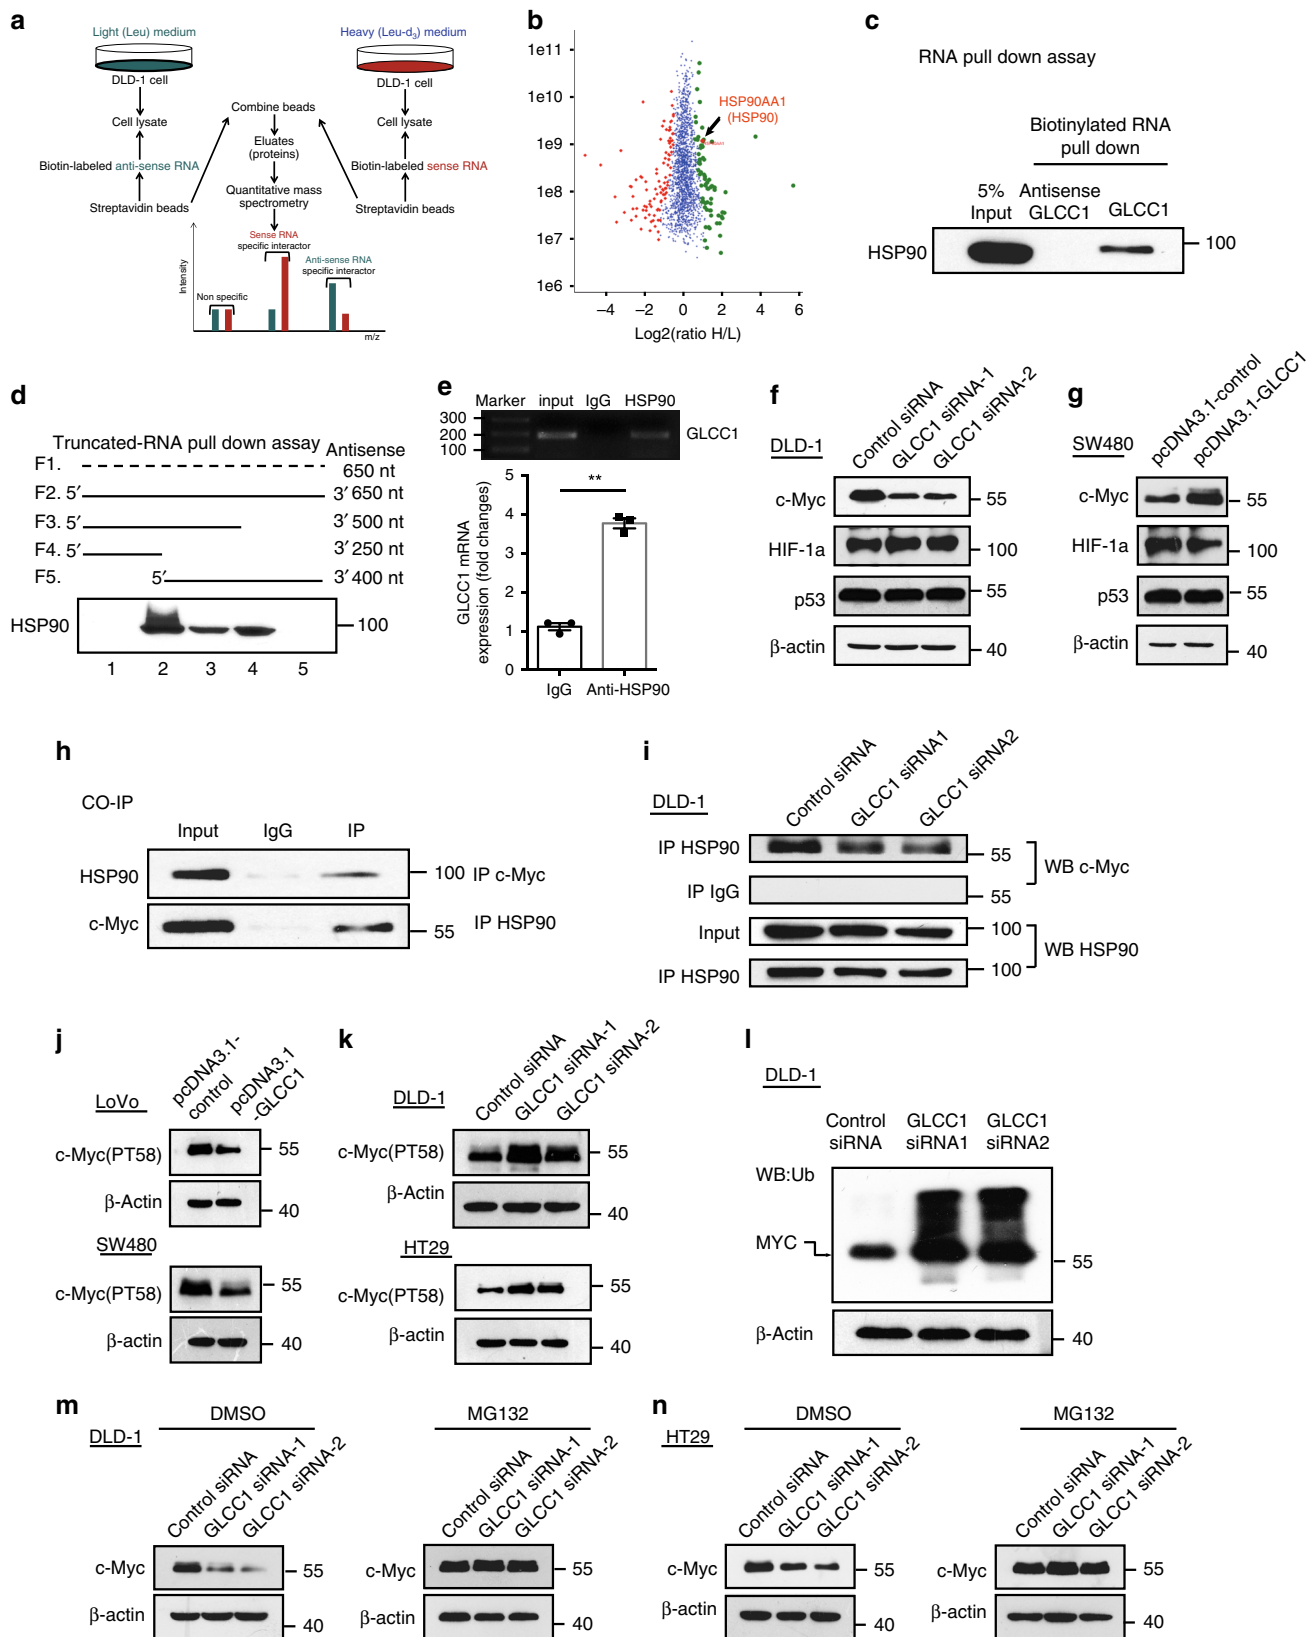 a
Light (Leu) medium
Heavy (Leu-d3) medium
DLD-1 cell
DLD-1 cell
Combine beads
Cell lysate
Cell lysate
Eluates
(proteins)
Biotin-labeled anti-sense RNA
Biotin-labeled sense RNA
Quantitative mass
spectrometry
Streptavidin beads
Streptavidin beads
Sense RNA
specific interactor
Anti-sense RNA
specific interactor
Non specific
Intensity
m/z
b
1e11
1e10
1e9
1e8
1e7
1e6
HSP90AA1
(HSP90)
−4 −2 0 2 4 6
Log2(ratio H/L)
c
RNA pull down assay
Biotinylated RNA
pull down
5%
Input
Antisense
GLCC1
GLCC1
HSP90
100
d
Truncated-RNA pull down assay
F1. Antisense
650 nt
F2. 5′ 3′ 650 nt
F3. 5′ 3′ 500 nt
F4. 5′ 3′ 250 nt
F5. 5′ 3′ 400 nt
HSP90 100
1 2 3 4 5
e
Marker input IgG HSP90
300
200
100
GLCC1
**
GLCC1 mRNA
expression (fold changes)
5
4
3
2
1
0
IgG Anti-HSP90
f
DLD-1
Control siRNA
GLCC1 siRNA-1
GLCC1 siRNA-2
c-Myc 55
HIF-1a 100
p53 55
β-actin 40
g
SW480
pcDNA3.1-control
pcDNA3.1-GLCC1
c-Myc 55
HIF-1a 100
p53 55
β-actin 40
h
CO-IP
Input IgG IP
HSP90 100 IP c-Myc
c-Myc 55 IP HSP90
i
DLD-1
Control siRNA
GLCC1 siRNA1
GLCC1 siRNA2
IP HSP90 55
WB c-Myc
IP IgG 55
Input 100
WB HSP90
IP HSP90 100
j
LoVo
pcDNA3.1-
control
pcDNA3.1
-GLCC1
c-Myc(PT58) 55
β-Actin 40
SW480
c-Myc(PT58) 55
β-actin 40
k
DLD-1
Control siRNA
GLCC1 siRNA-1
GLCC1 siRNA-2
c-Myc(PT58) 55
β-Actin 40
HT29
c-Myc(PT58) 55
β-actin 40
l
DLD-1
Control
siRNA
GLCC1
siRNA1
GLCC1
siRNA2
WB:Ub
MYC
55
β-Actin 40
m
DLD-1
DMSO
MG132
Control siRNA
GLCC1 siRNA-1
GLCC1 siRNA-2
Control siRNA
GLCC1 siRNA-1
GLCC1 siRNA-2
c-Myc 55 c-Myc 55
β-actin 40 β-actin 40
n
HT29
DMSO
MG132
Control siRNA
GLCC1 siRNA-1
GLCC1 siRNA-2
Control siRNA
GLCC1 siRNA-1
GLCC1 siRNA-2
c-Myc 55 c-Myc 55
β-actin 40 β-actin 40